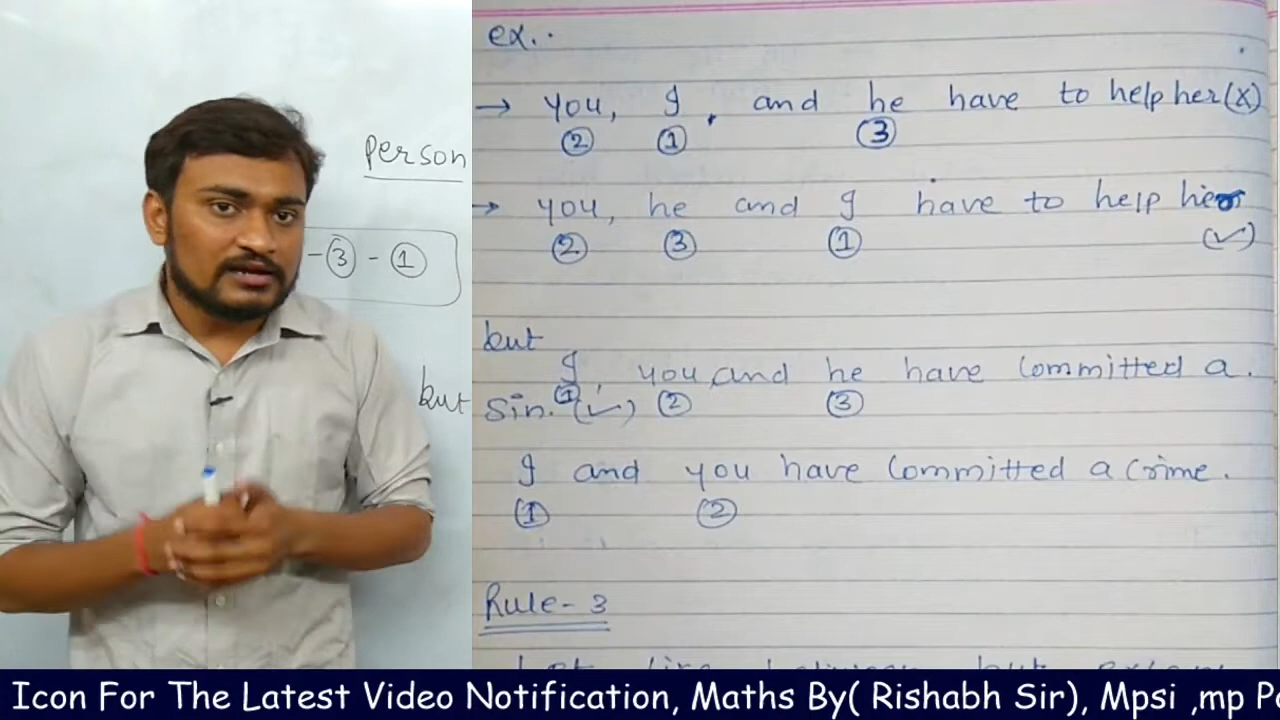 Person
-③ - ①
but
ex..
→ you, I, and he have to help her (x)
② ① ③
→ you, he and I have to help her
② ③ ① (✓)
but
I, you and he have committed a.
① ② ③
Sin. (✓)
I and you have committed a crime.
① ②
Rule-3
Icon For The Latest Video Notification, Maths By( Rishabh Sir), Mpsi ,mp